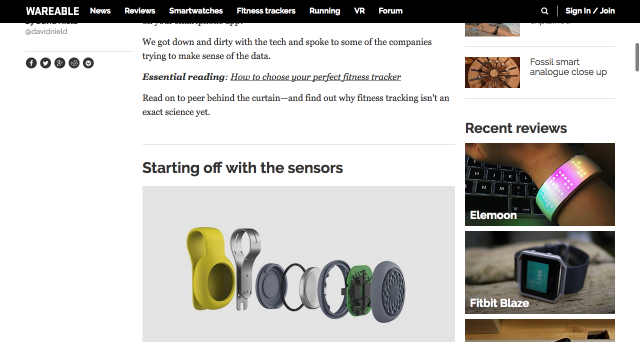 WAREABLE News Reviews Smartwatches Fitness trackers Running VR Forum Sign In / Join
@davidnield
We got down and dirty with the tech and spoke to some of the companies
trying to make sense of the data.
Essential reading: How to choose your perfect fitness tracker
Read on to peer behind the curtain—and find out why fitness tracking isn't an
exact science yet.
Starting off with the sensors
Fossil smart
analogue close up
Recent reviews
Elemoon
Fitbit Blaze